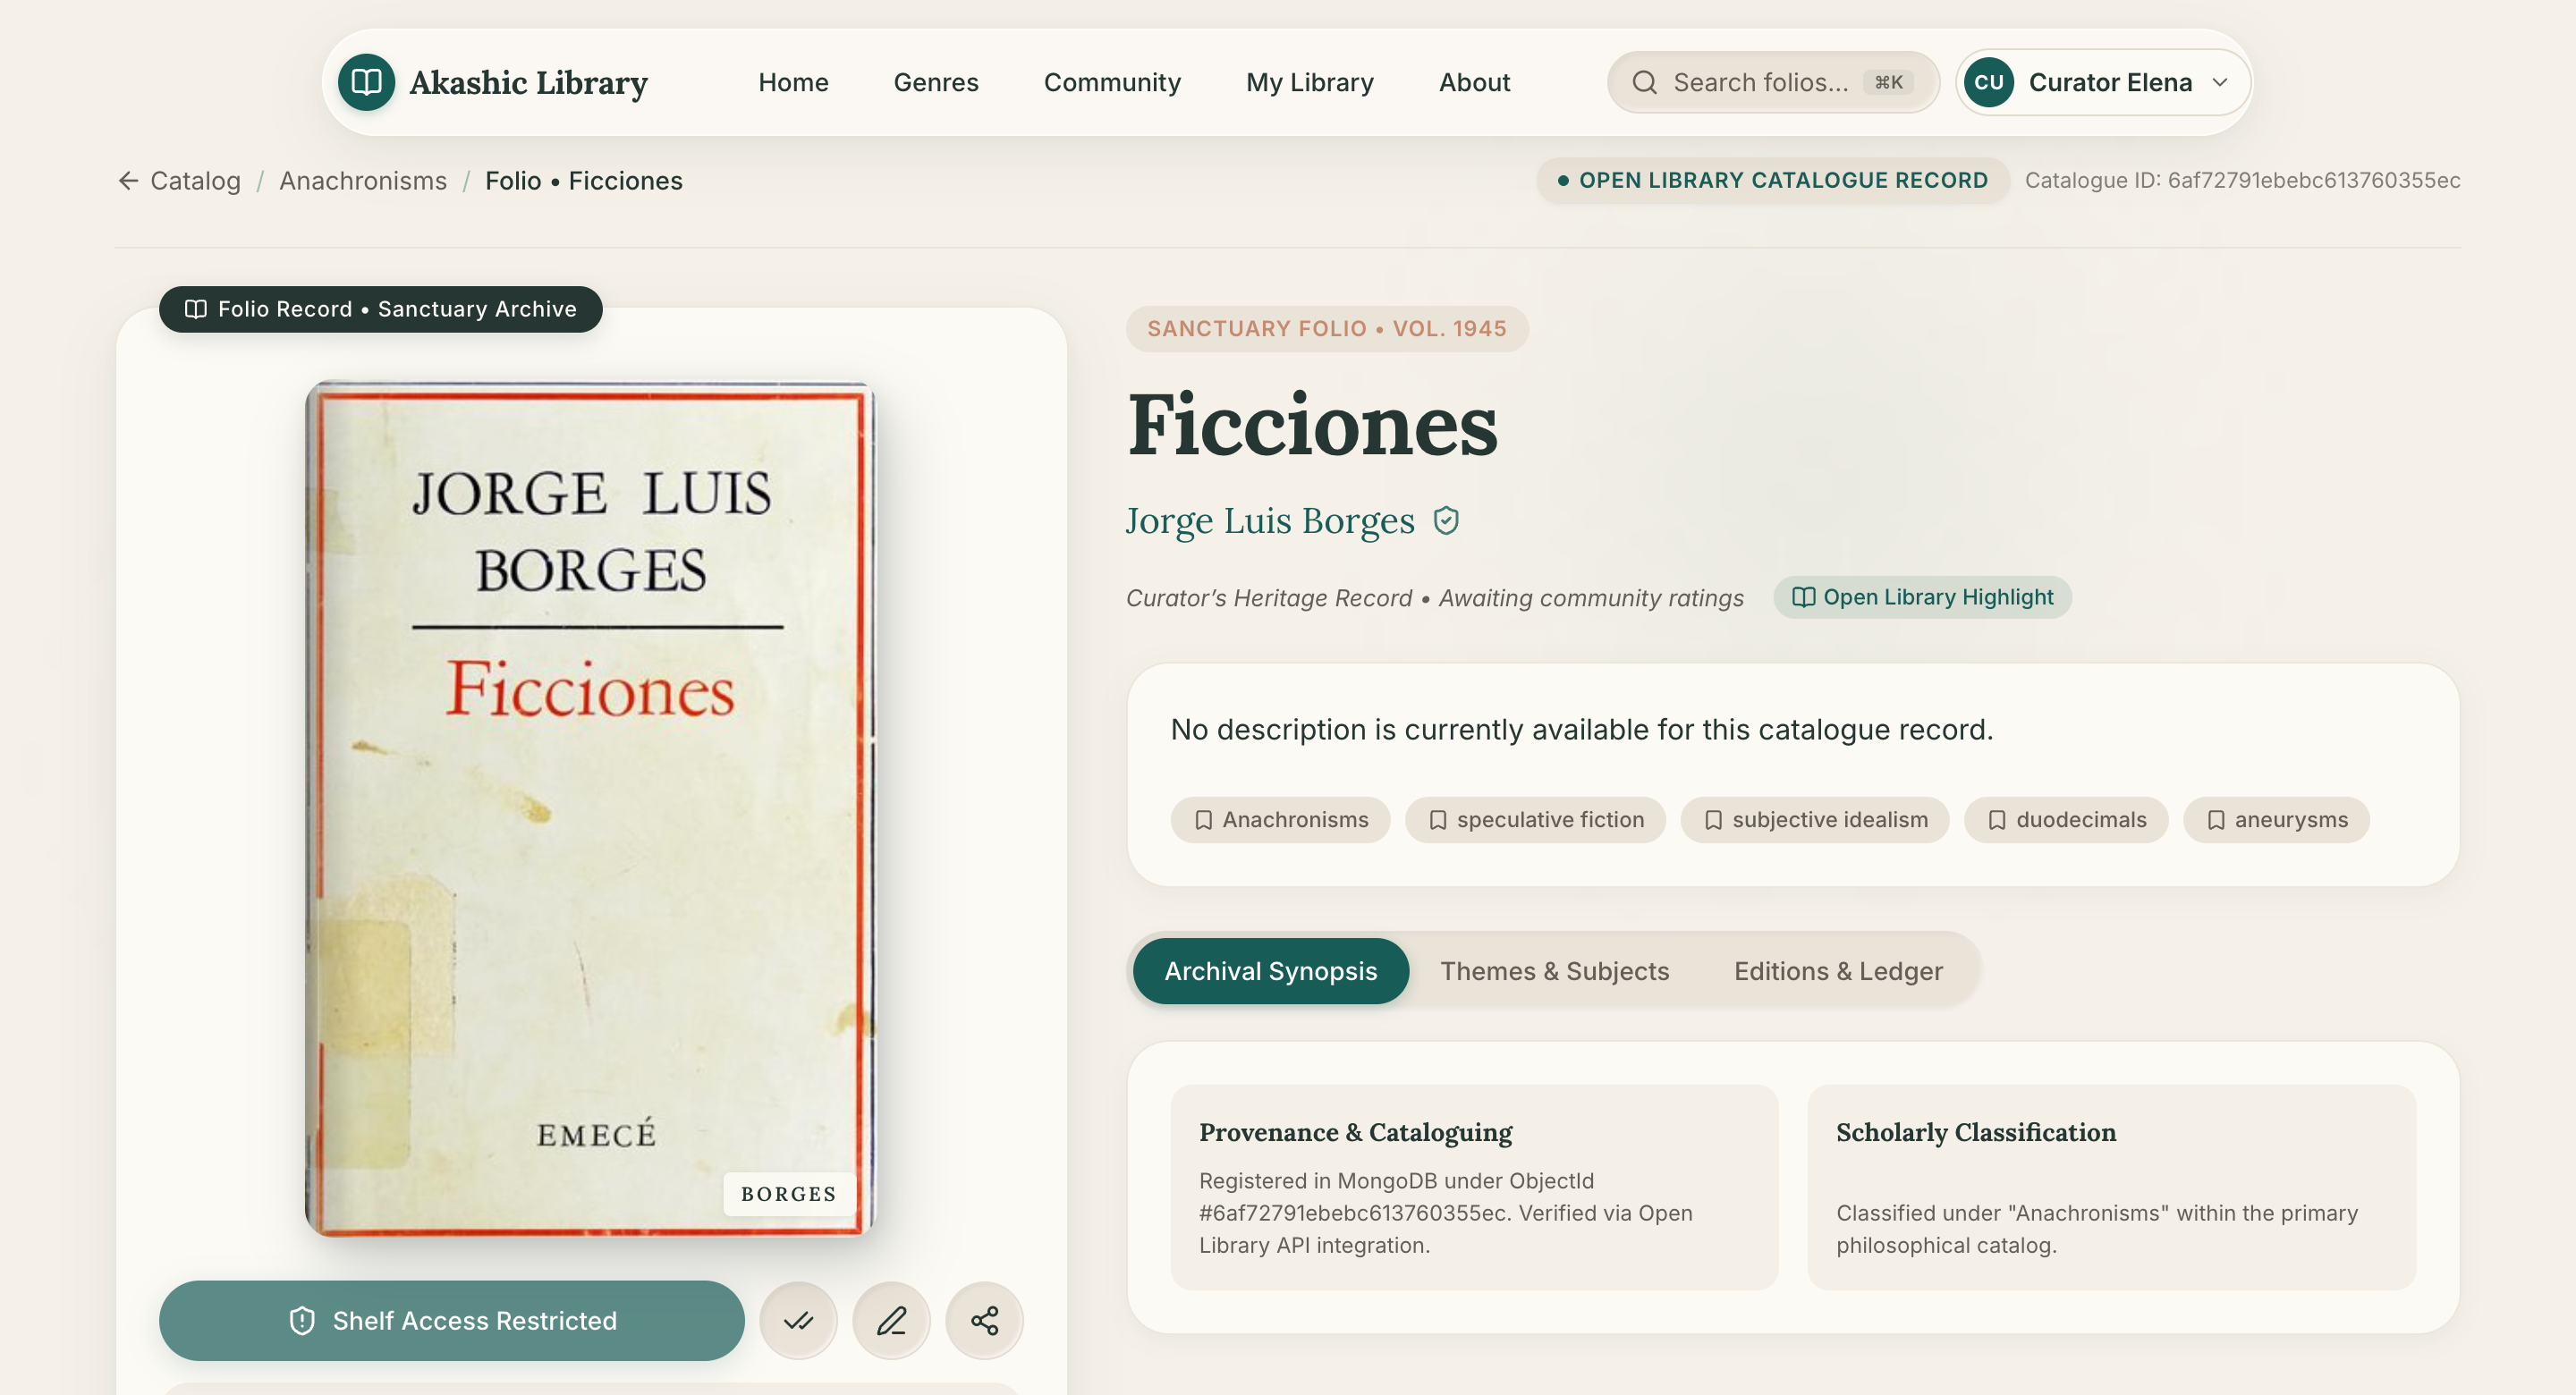 Akashic Library
Home
Genres
Community
My Library
About
Search folios... ⌘K
CU Curator Elena
Catalog / Anachronisms / Folio • Ficciones
OPEN LIBRARY CATALOGUE RECORD
Catalogue ID: 6af72791ebebc613760355ec
Folio Record • Sanctuary Archive
JORGE LUIS
BORGES
Ficciones
EMECÉ
BORGES
Shelf Access Restricted
SANCTUARY FOLIO • VOL. 1945
Ficciones
Jorge Luis Borges
Curator’s Heritage Record • Awaiting community ratings
Open Library Highlight
No description is currently available for this catalogue record.
Anachronisms
speculative fiction
subjective idealism
duodecimals
aneurysms
Archival Synopsis
Themes & Subjects
Editions & Ledger
Provenance & Cataloguing
Registered in MongoDB under ObjectId
#6af72791ebebc613760355ec. Verified via Open
Library API integration.
Scholarly Classification
Classified under "Anachronisms" within the primary
philosophical catalog.